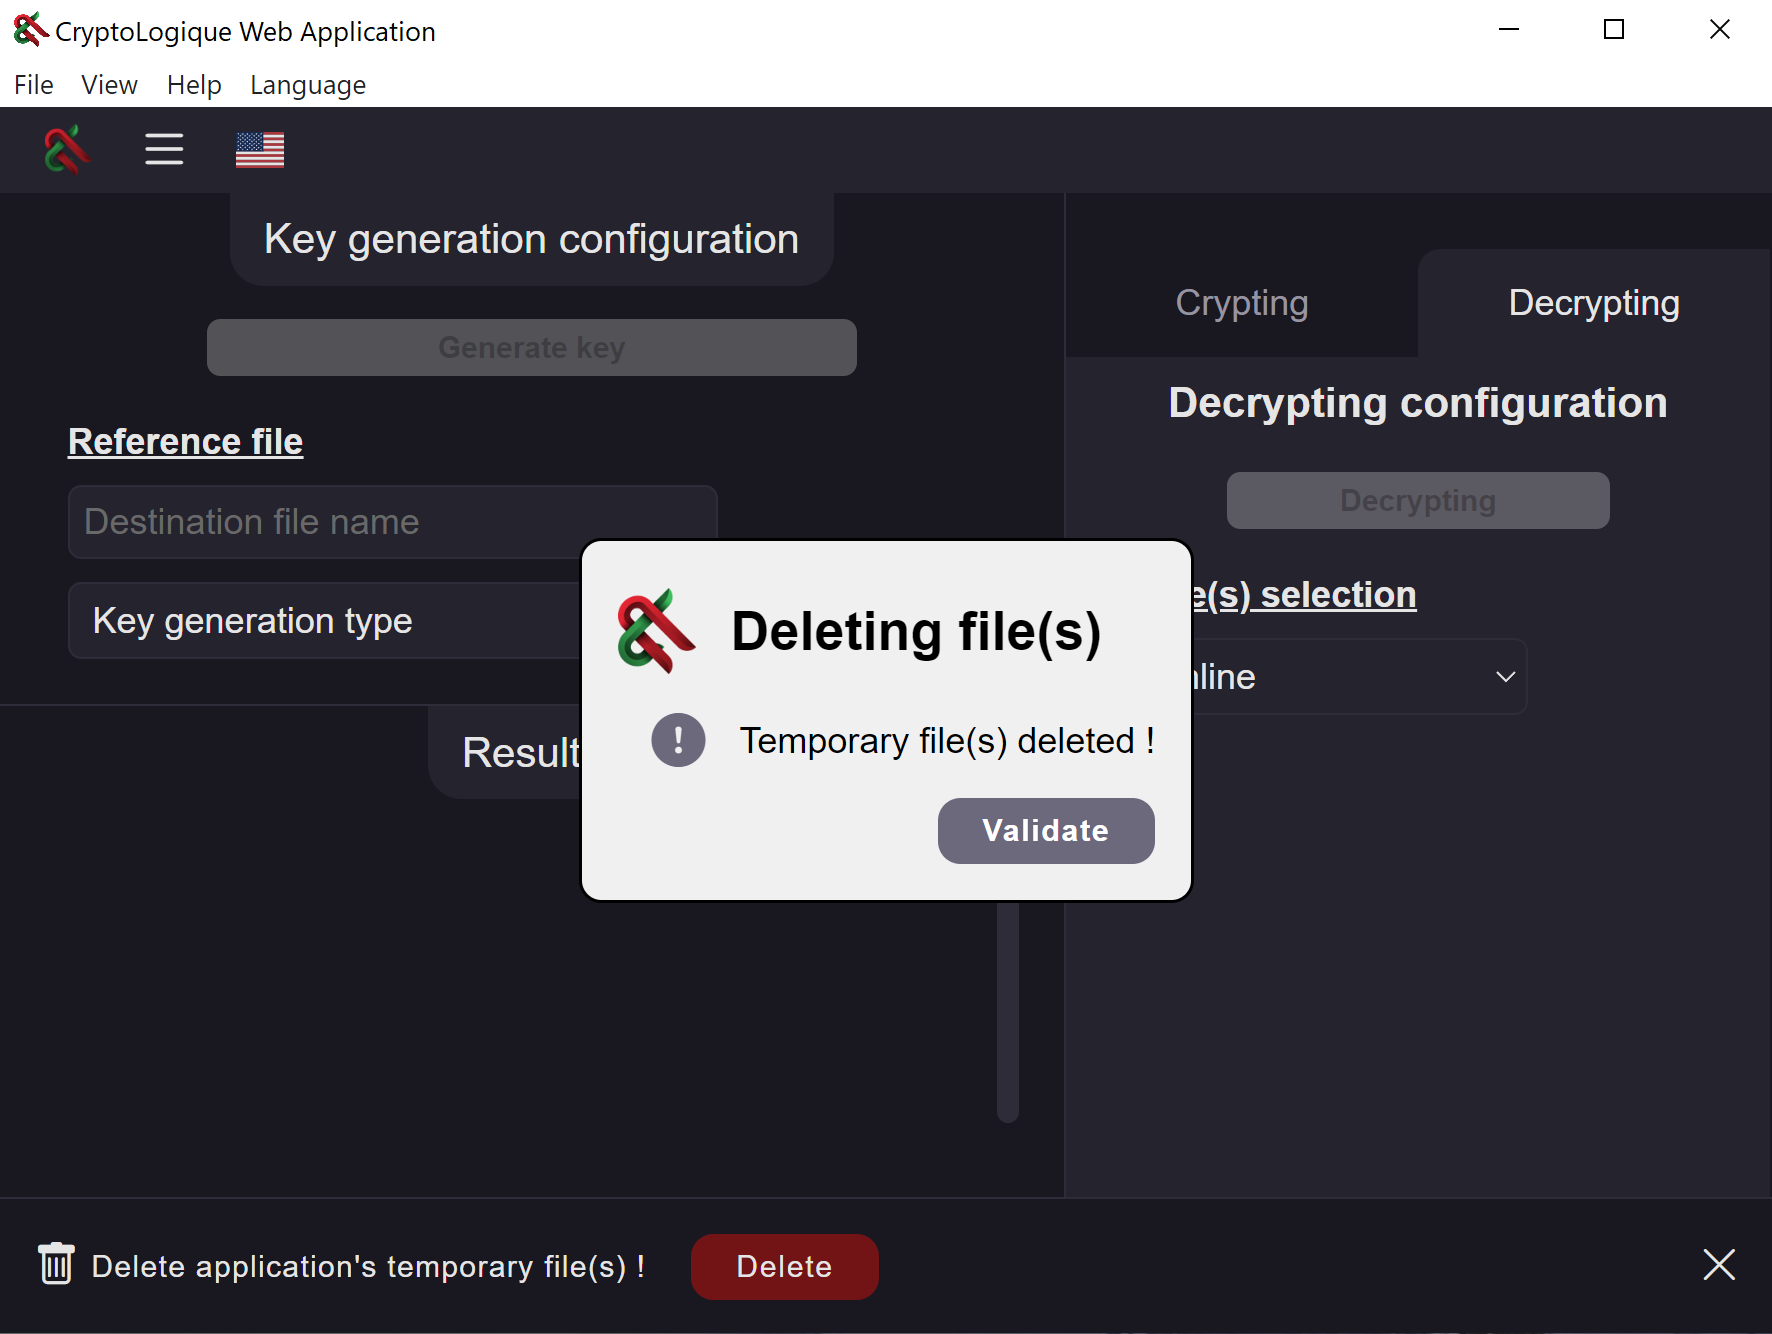 CryptoLogique Web Application
File View Help Language
Key generation configuration
Generate key
Reference file
Destination file name
Key generation type
Result
Crypting
Decrypting
Decrypting configuration
Decrypting
e(s) selection
line
Deleting file(s)
! Temporary file(s) deleted !
Validate
Delete application's temporary file(s) !
Delete